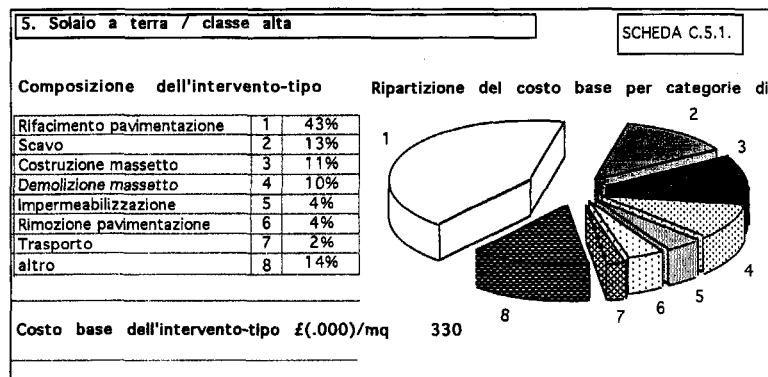 5. Solaio a terra / classe alta
SCHEDA C.5.1.
Composizione dell'intervento-tipo
Ripartizione del costo base per categorie di
Rifacimento pavimentazione 1 43%
Scavo 2 13%
Costruzione massetto 3 11%
Demolizione massetto 4 10%
Impermeabilizzazione 5 4%
Rimozione pavimentazione 6 4%
Trasporto 7 2%
altro 8 14%
1
2
3
4
5
6
7
8
Costo base dell'intervento-tipo £(.000)/mq 330